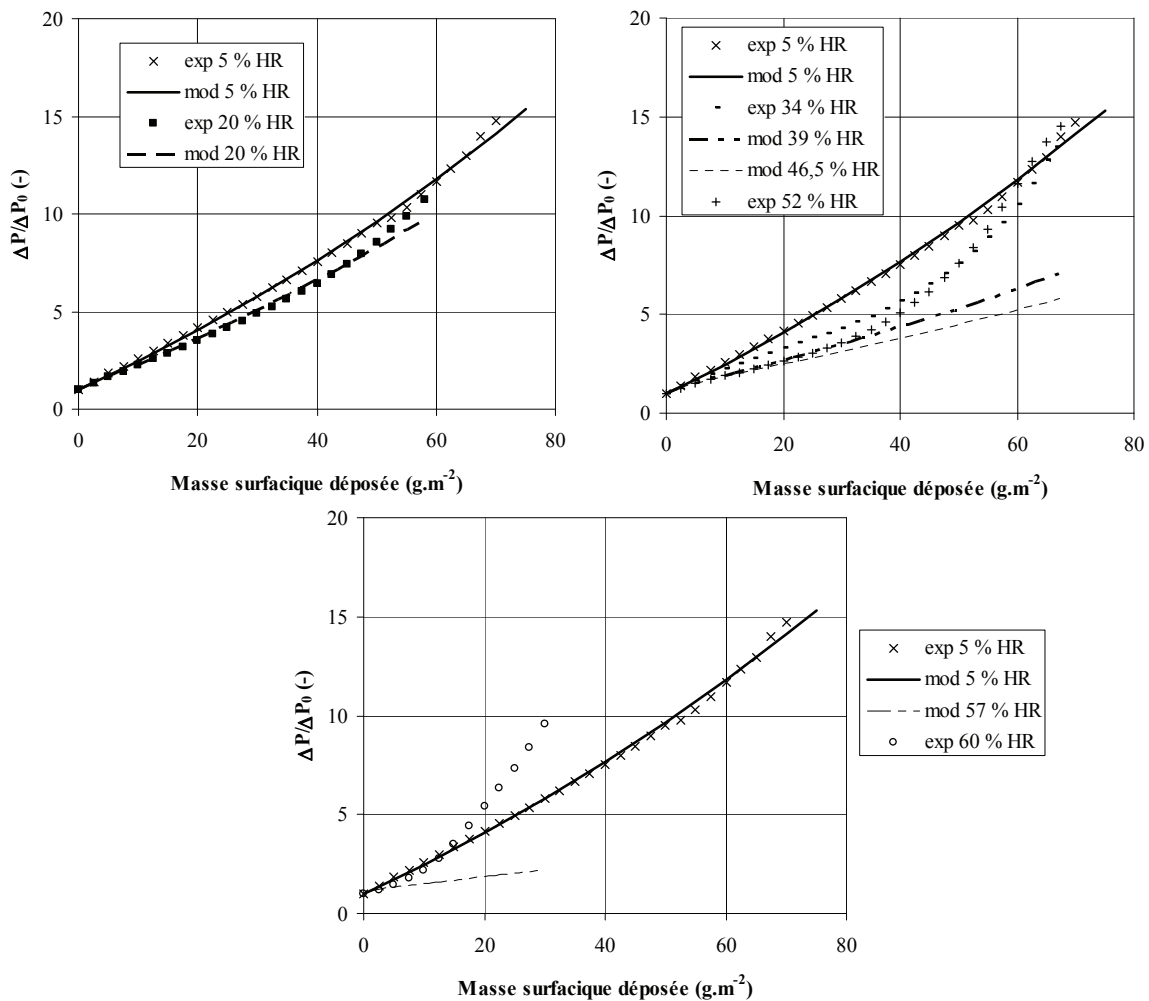 20
15
10
5
0
ΔP/ΔP₀ (-)
exp 5 % HR
mod 5 % HR
exp 20 % HR
mod 20 % HR
0 20 40 60 80
Masse surfacique déposée (g.m⁻²)
20
15
10
5
0
ΔP/ΔP₀ (-)
exp 5 % HR
mod 5 % HR
exp 34 % HR
mod 39 % HR
mod 46,5 % HR
exp 52 % HR
0 20 40 60 80
Masse surfacique déposée (g.m⁻²)
20
15
10
5
0
ΔP/ΔP₀ (-)
exp 5 % HR
mod 5 % HR
mod 57 % HR
exp 60 % HR
0 20 40 60 80
Masse surfacique déposée (g.m⁻²)